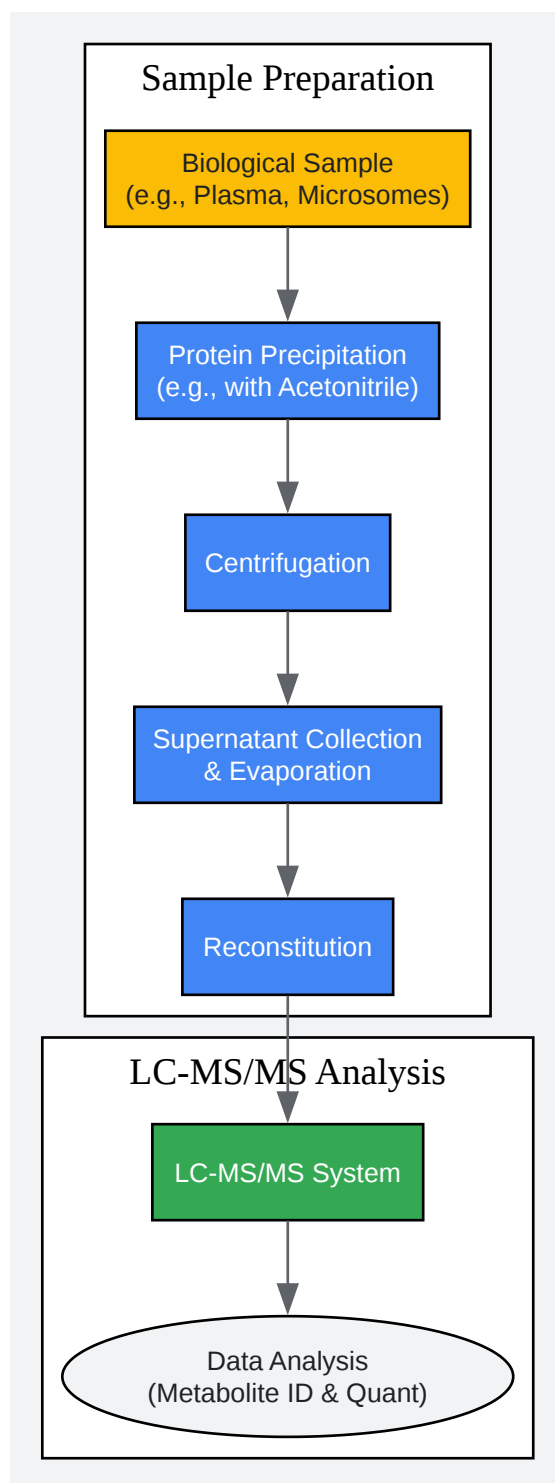 Sample Preparation
Biological Sample
(e.g., Plasma, Microsomes)
Protein Precipitation
(e.g., with Acetonitrile)
Centrifugation
Supernatant Collection
& Evaporation
Reconstitution
LC-MS/MS Analysis
LC-MS/MS System
Data Analysis
(Metabolite ID & Quant)